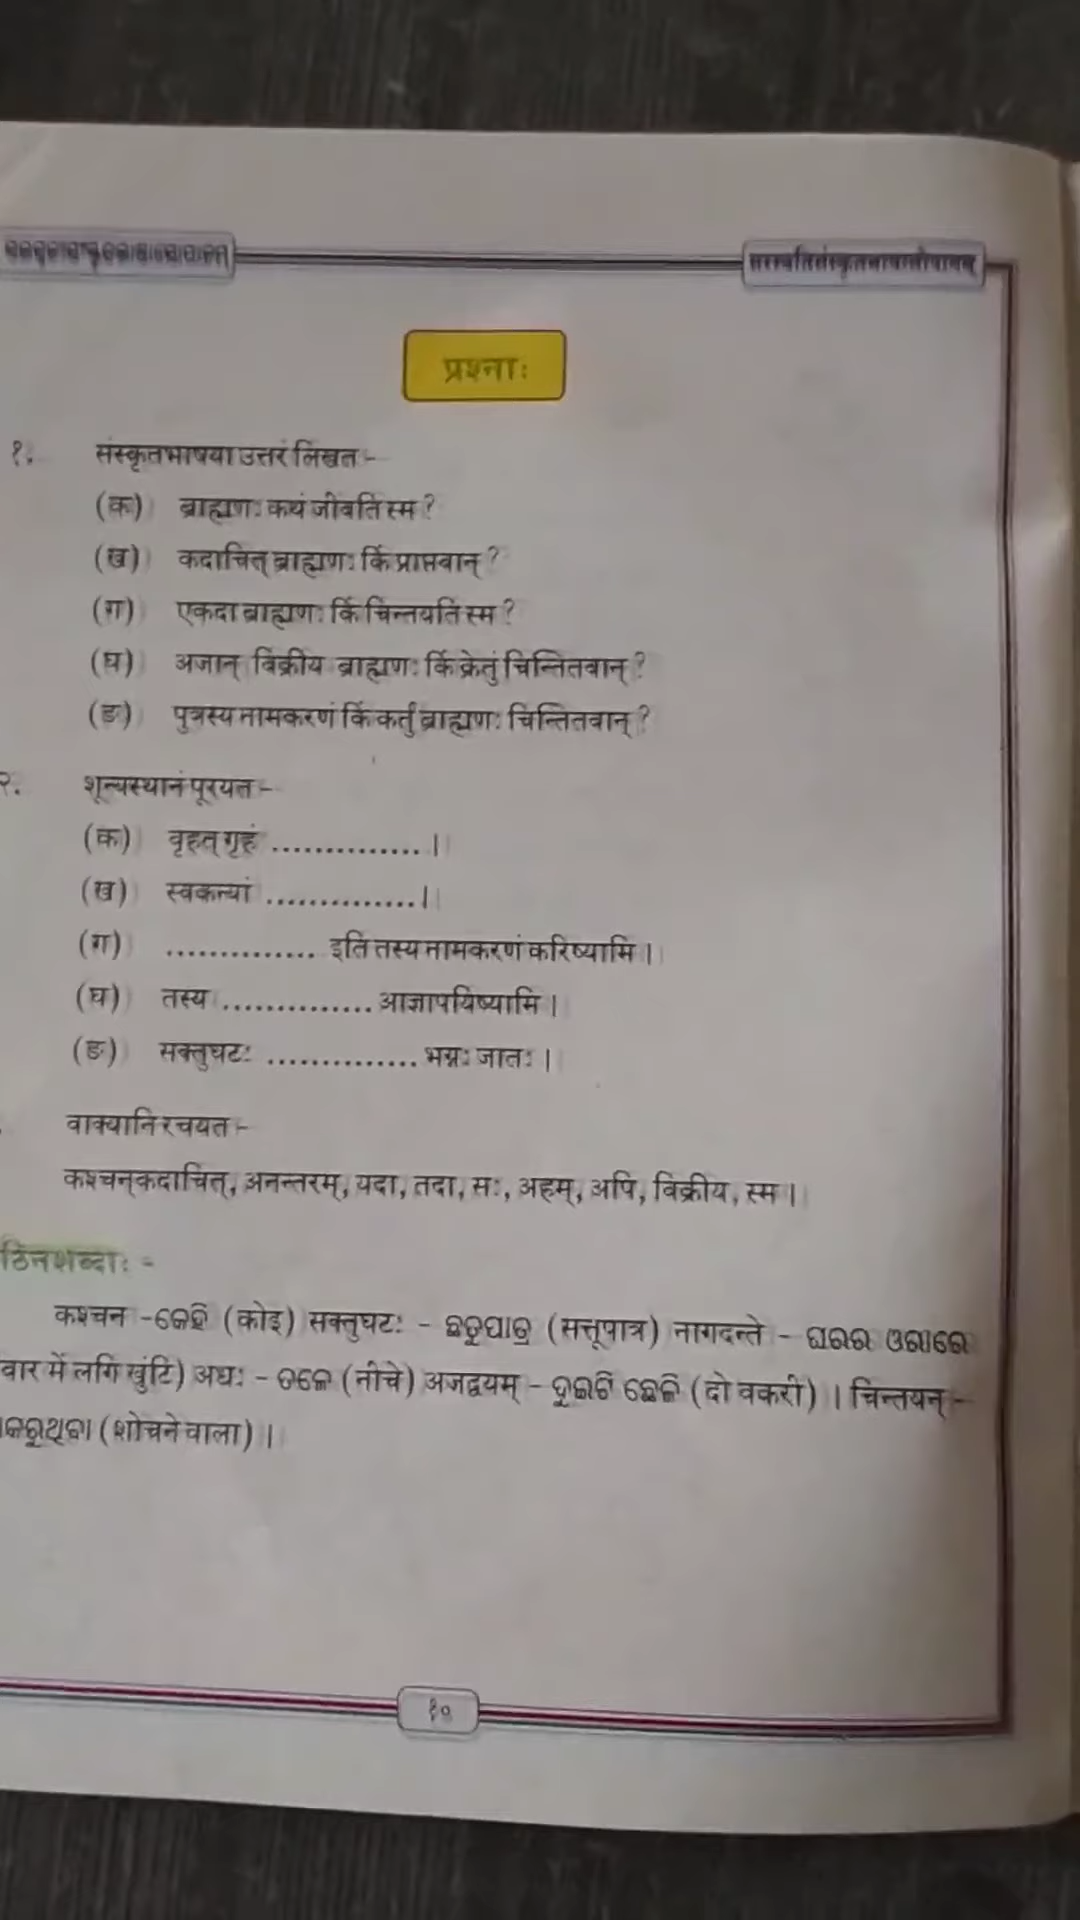 प्रश्नाः
१. संस्कृतभाषया उत्तरं लिखत :-
(क) ब्राह्मणः कथं जीवति स्म ?
(ख) कदाचित् ब्राह्मणः किं प्राप्तवान् ?
(ग) एकदा ब्राह्मणः किं चिन्तयति स्म ?
(घ) अजान् विक्रीय ब्राह्मणः किं क्रेतुं चिन्तितवान् ?
(ङ) पुत्रस्य नामकरणं किं कर्तुं ब्राह्मणः चिन्तितवान् ?
२. शून्यस्थानं पूरयत :-
(क) वृहत् गृहं .............. ।
(ख) स्वकन्यां .............. ।
(ग) .............. इति तस्य नामकरणं करिष्यामि ।
(घ) तस्य .............. आज्ञापयिष्यामि ।
(ङ) सक्तुघटः .............. भग्नः जातः ।
वाक्यानि रचयत :-
कश्चन्कदाचित्, अनन्तरम्, यदा, तदा, सः, अहम्, अपि, विक्रीय, स्म ।
ठिनशब्दाः -
कश्चन - କେହି (कोइ) सक्तुघटः - ଛତୁପାତ୍ର (सत्तूपात्र) नागदन्ते - ଘରର ଓରାରେ
वार में लगि खुंटि) अधः - ତଳେ (नीचे) अजद्वयम् - ଦୁଇଟି ଛେଳି (दो वकरी) । चिन्तयन् -
କରୁଥିବା (शोचने वाला) ।
१०